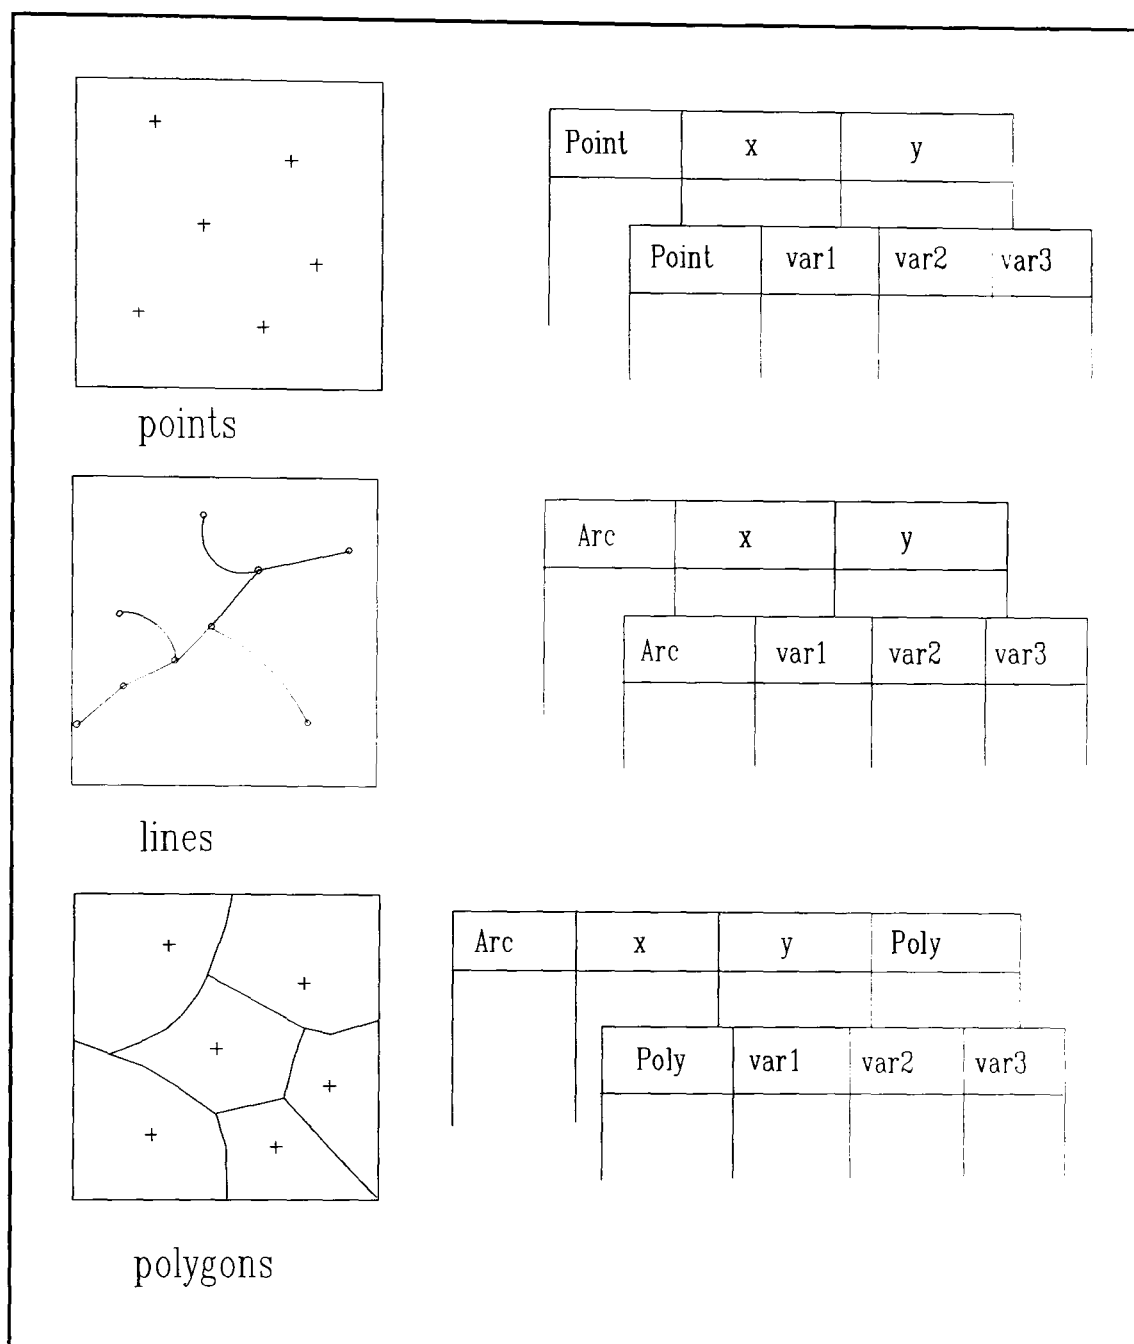 Point x y
Point var1 var2 var3
points
Arc x y
Arc var1 var2 var3
lines
Arc x y Poly
Poly var1 var2 var3
polygons